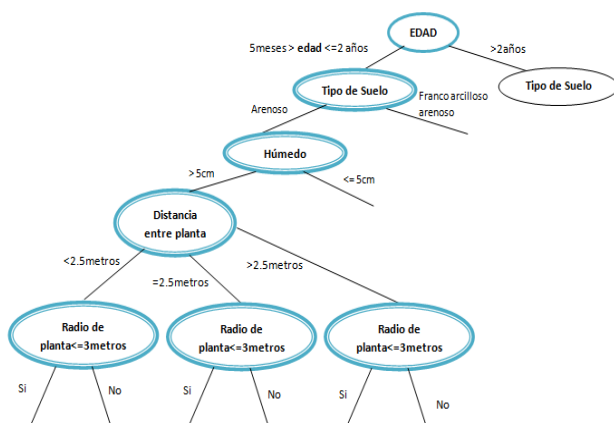 EDAD
5meses > edad <=2 años
>2años
Tipo de Suelo
Tipo de Suelo
Arenoso
Franco arcilloso
arenoso
Húmedo
>5cm
<=5cm
Distancia
entre planta
<2.5metros
=2.5metros
>2.5metros
Radio de
planta<=3metros
Radio de
planta<=3metros
Radio de
planta<=3metros
Si
No
Si
No
Si
No